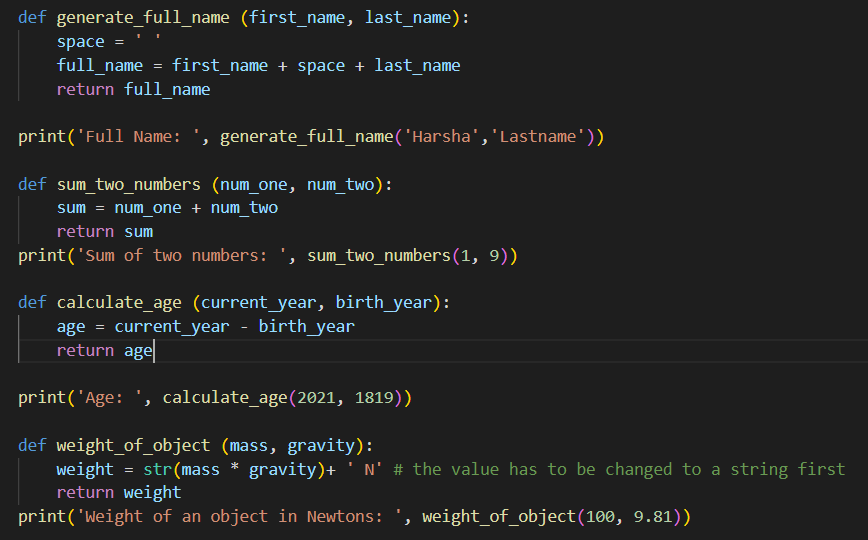 def generate_full_name (first_name, last_name):
    space = ' '
    full_name = first_name + space + last_name
    return full_name

print('Full Name: ', generate_full_name('Harsha','Lastname'))

def sum_two_numbers (num_one, num_two):
    sum = num_one + num_two
    return sum
print('Sum of two numbers: ', sum_two_numbers(1, 9))

def calculate_age (current_year, birth_year):
    age = current_year - birth_year
    return age

print('Age: ', calculate_age(2021, 1819))

def weight_of_object (mass, gravity):
    weight = str(mass * gravity)+ ' N' # the value has to be changed to a string first
    return weight
print('Weight of an object in Newtons: ', weight_of_object(100, 9.81))